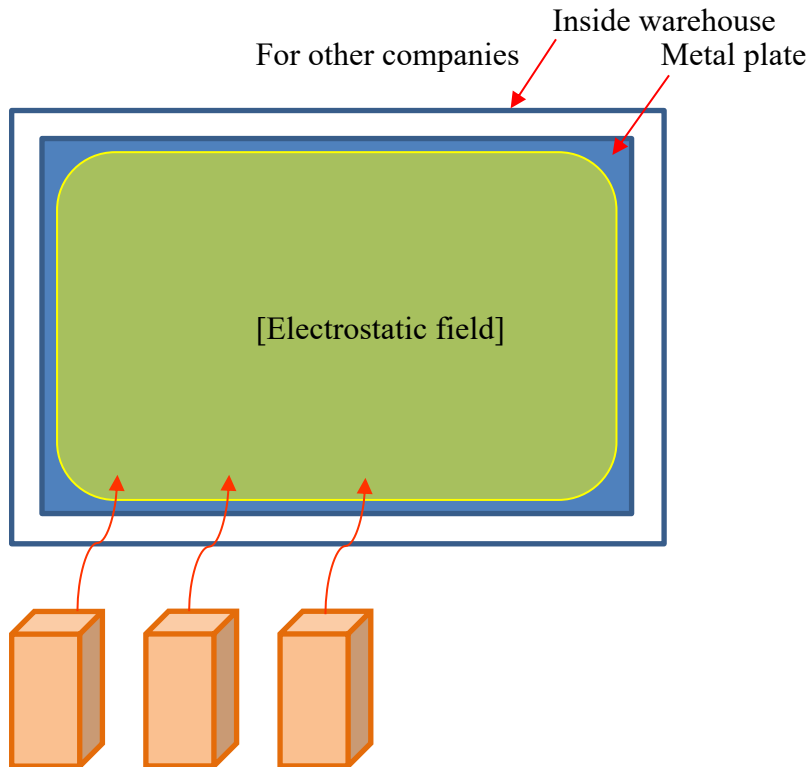 Inside warehouse
For other companies
Metal plate
[Electrostatic field]